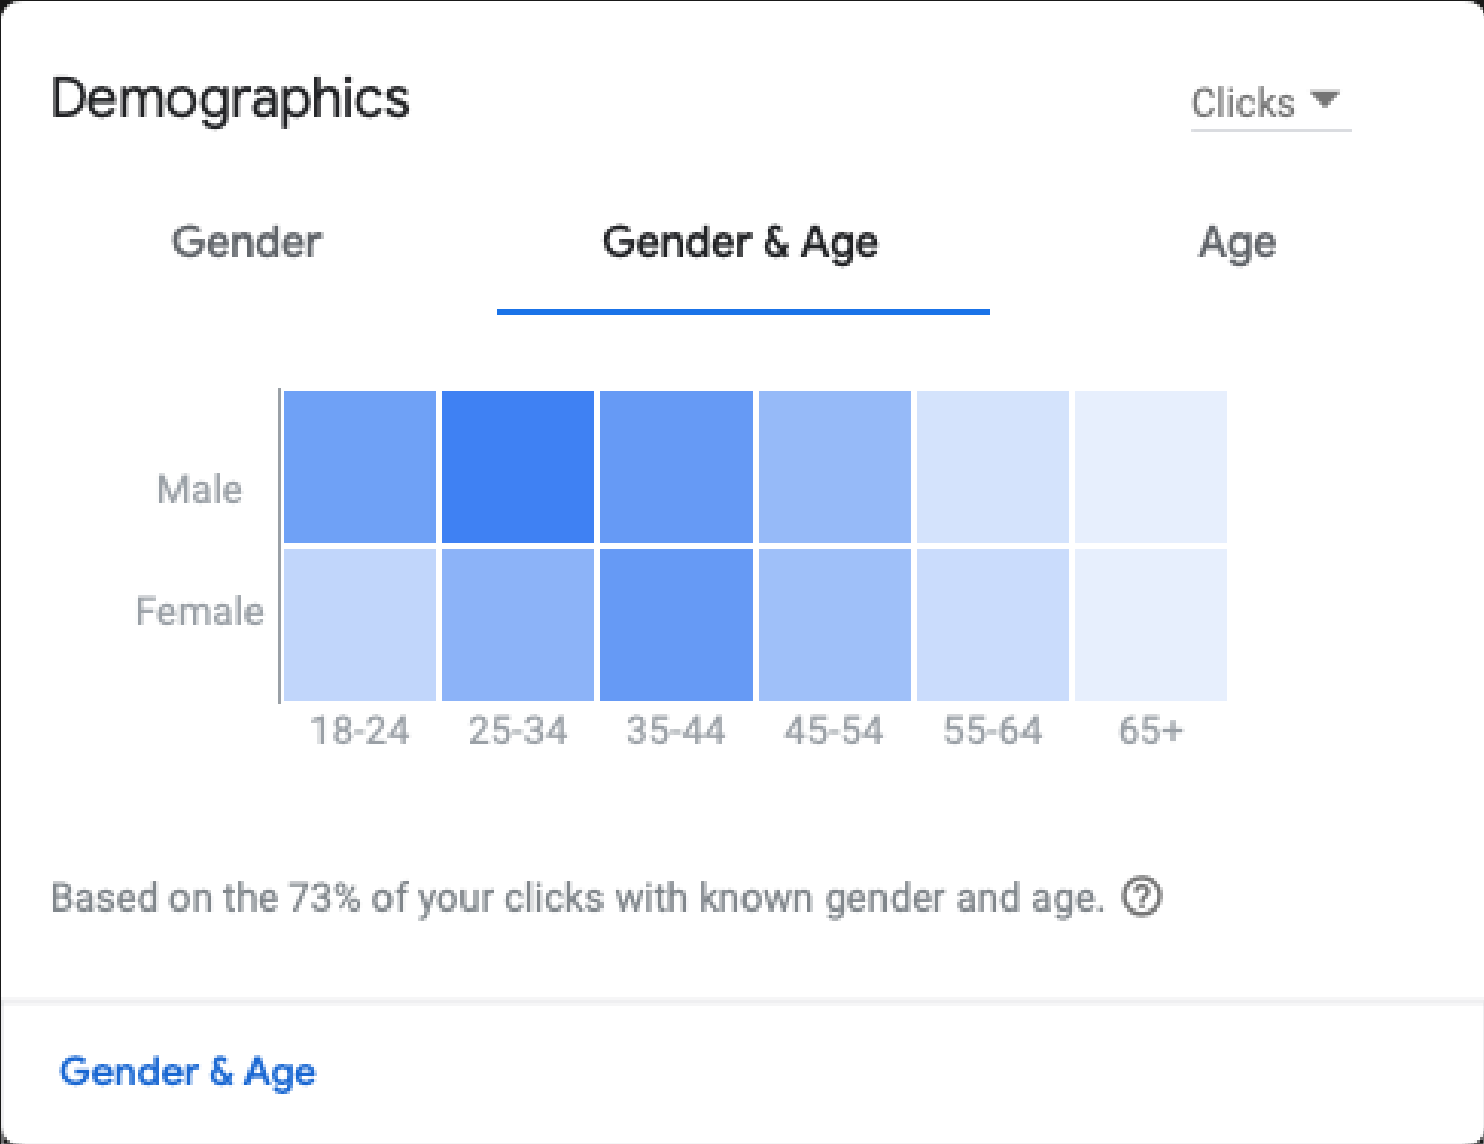 Demographics
Clicks
Gender
Gender & Age
Age
Male
Female
18-24 25-34 35-44 45-54 55-64 65+
Based on the 73% of your clicks with known gender and age. ?
Gender & Age